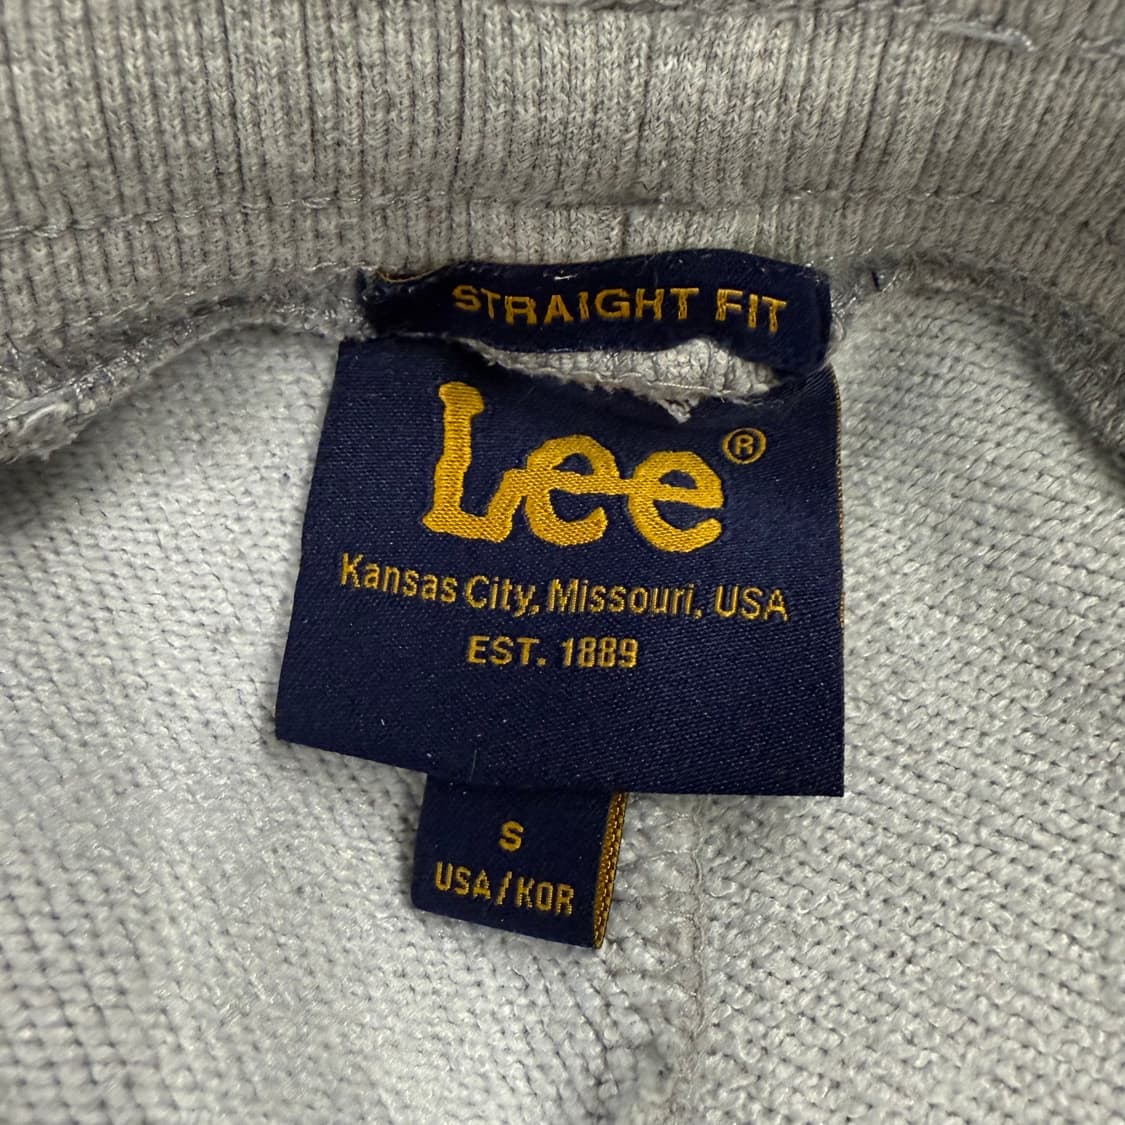 STRAIGHT FIT
Lee®
Kansas City, Missouri, USA
EST. 1889
S
USA/KOR